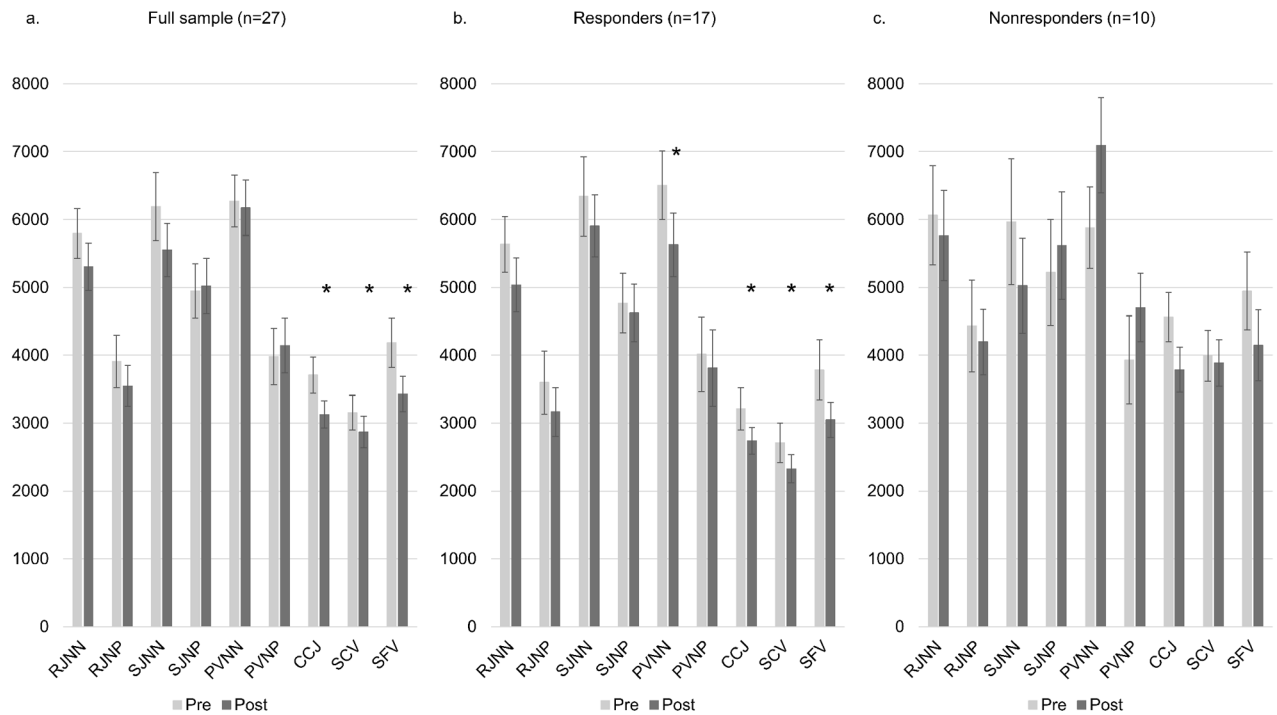 a. Full sample (n=27)
8000
7000
6000
5000
4000
3000
2000
1000
0
* * *
RJNN RJNP SJNN SJNP PVNN PVNP CCJ SCV SFV
Pre Post
b. Responders (n=17)
8000
7000
6000
5000
4000
3000
2000
1000
0
*
* * *
RJNN RJNP SJNN SJNP PVNN PVNP CCJ SCV SFV
Pre Post
c. Nonresponders (n=10)
8000
7000
6000
5000
4000
3000
2000
1000
0
RJNN RJNP SJNN SJNP PVNN PVNP CCJ SCV SFV
Pre Post